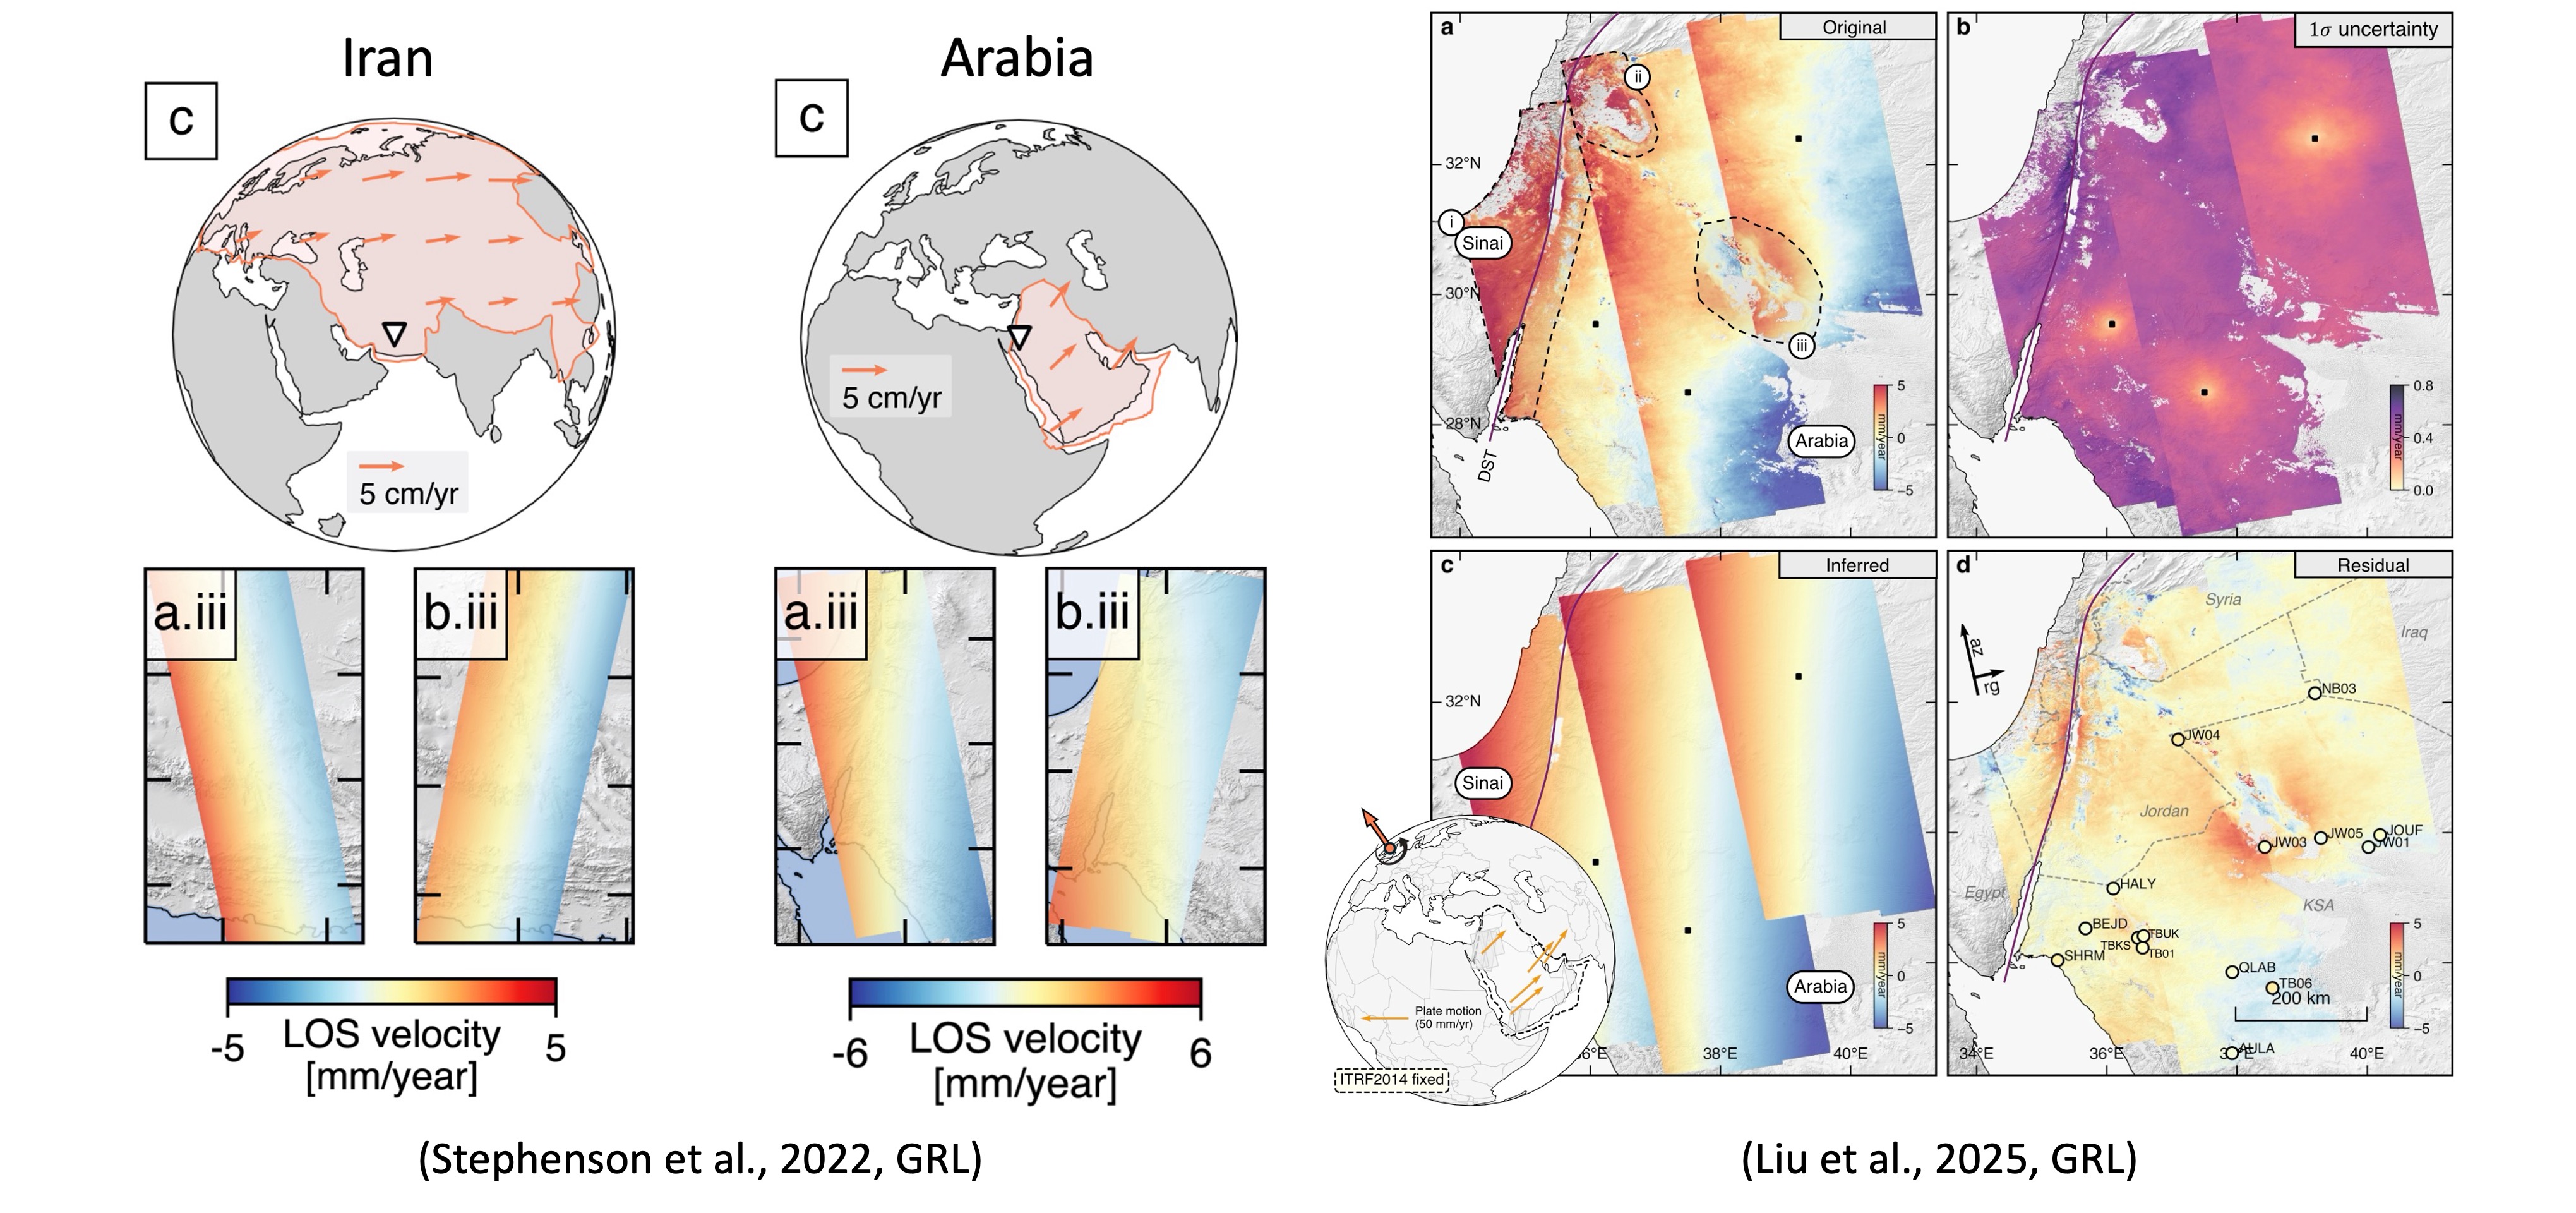 Iran
c
5 cm/yr
a.iii
b.iii
-5
LOS velocity
[mm/year]
5
Arabia
c
5 cm/yr
a.iii
b.iii
-6
LOS velocity
[mm/year]
6
(Stephenson et al., 2022, GRL)
a
Original
ii
32°N
i
Sinai
30°N
iii
28°N
Arabia
DST
5
0
−5
mm/year
b
1σ uncertainty
0.8
0.4
0.0
mm/year
c
Inferred
32°N
Sinai
Arabia
5
0
−5
mm/year
6°E
38°E
40°E
Plate motion
(50 mm/yr)
ITRF2014 fixed
d
Residual
Syria
Iraq
az
rg
NB03
JW04
Jordan
JW03
JW05
JOUF
JW01
HALY
Egypt
KSA
BEJD
TBUK
TBKS
TB01
SHRM
QLAB
TB06
200 km
5
0
−5
mm/year
AULA
34°E
36°E
38°E
40°E
(Liu et al., 2025, GRL)